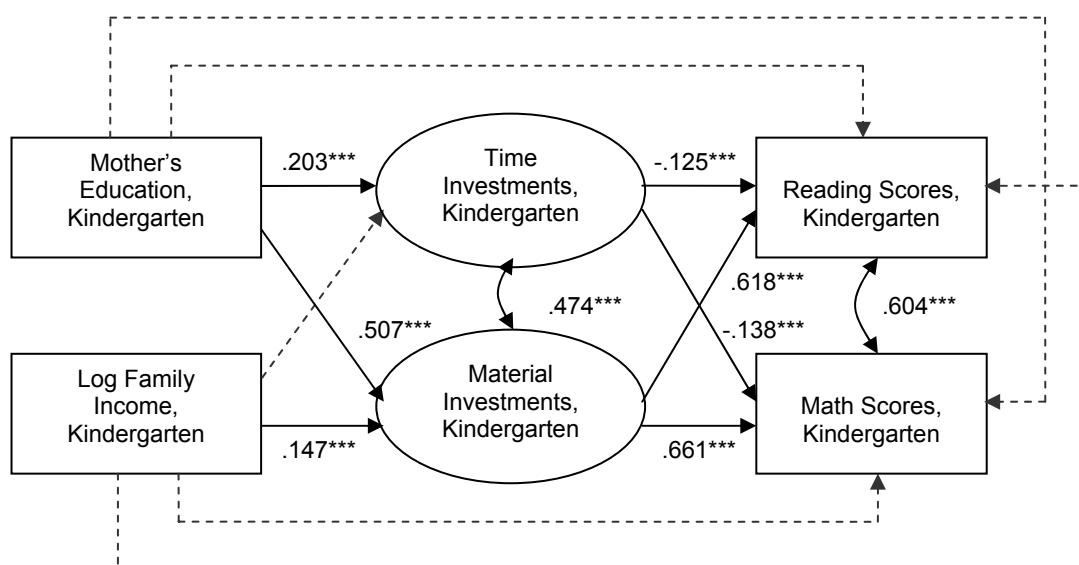 Mother's
Education,
Kindergarten
.203***
Time
Investments,
Kindergarten
-.125***
Reading Scores,
Kindergarten
.507***
.474***
.618***
-.138***
.604***
Log Family
Income,
Kindergarten
.147***
Material
Investments,
Kindergarten
.661***
Math Scores,
Kindergarten